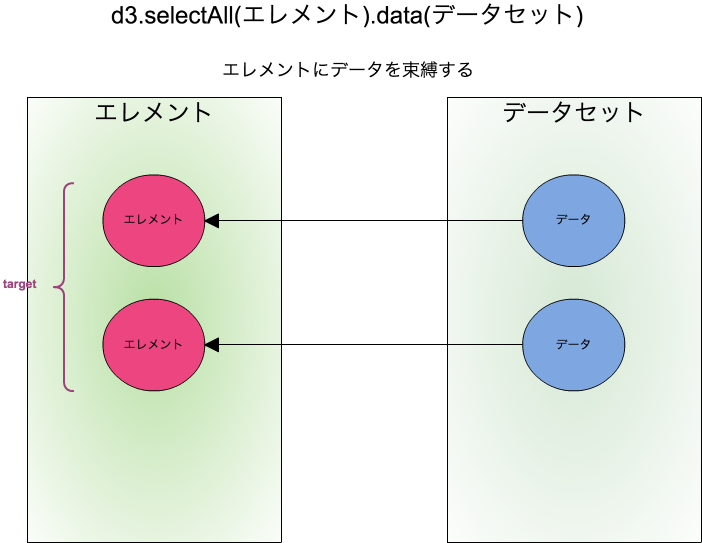 d3.selectAll(エレメント).data(データセット)
エレメントにデータを束縛する
エレメント
データセット
エレメント
データ
target
エレメント
データ